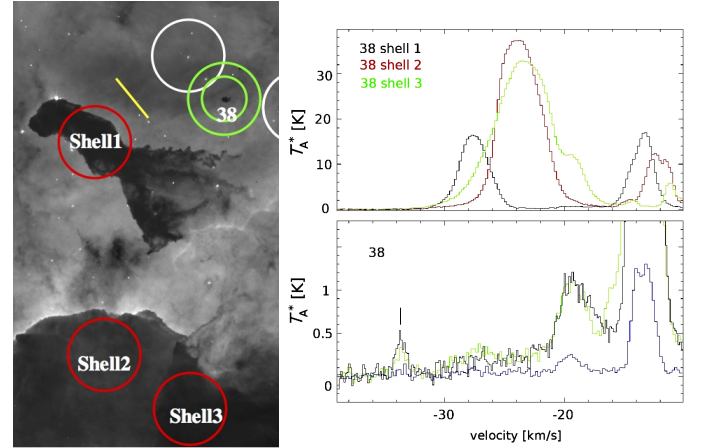 38
Shell1
Shell2
Shell3
38 shell 1
38 shell 2
38 shell 3
T*A [K]
30
20
10
0
38
T*A [K]
1
0.5
0
-30
-20
velocity [km/s]